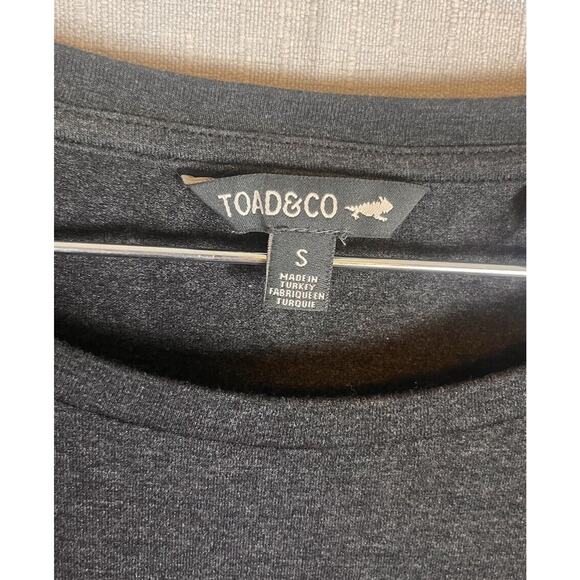 TOAD&CO
S
MADE IN
TURKEY
FABRIQUE EN
TURQUIE